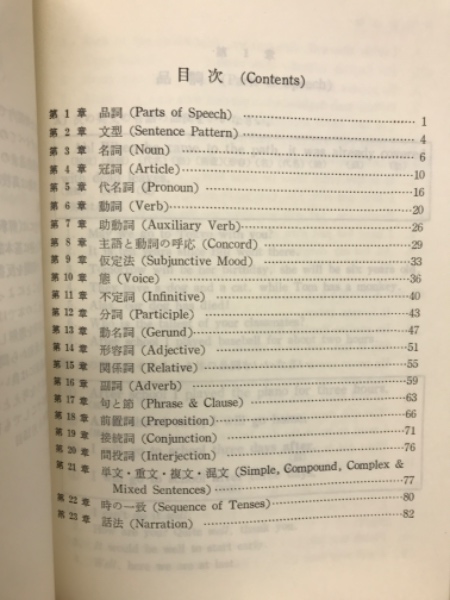 目 次 (Contents)
第 1 章 品詞 (Parts of Speech) 1
第 2 章 文型 (Sentence Pattern) 4
第 3 章 名詞 (Noun) 6
第 4 章 冠詞 (Article) 10
第 5 章 代名詞 (Pronoun) 16
第 6 章 動詞 (Verb) 20
第 7 章 助動詞 (Auxiliary Verb) 26
第 8 章 主語と動詞の呼応 (Concord) 29
第 9 章 仮定法 (Subjunctive Mood) 33
第 10 章 態 (Voice) 36
第 11 章 不定詞 (Infinitive) 40
第 12 章 分詞 (Participle) 43
第 13 章 動名詞 (Gerund) 47
第 14 章 形容詞 (Adjective) 51
第 15 章 関係詞 (Relative) 55
第 16 章 副詞 (Adverb) 59
第 17 章 句と節 (Phrase & Clause) 63
第 18 章 前置詞 (Preposition) 66
第 19 章 接続詞 (Conjunction) 71
第 20 章 間投詞 (Interjection) 76
第 21 章 単文・重文・複文・混文 (Simple, Compound, Complex &
Mixed Sentences) 77
第 22 章 時の一致 (Sequence of Tenses) 80
第 23 章 話法 (Narration) 82